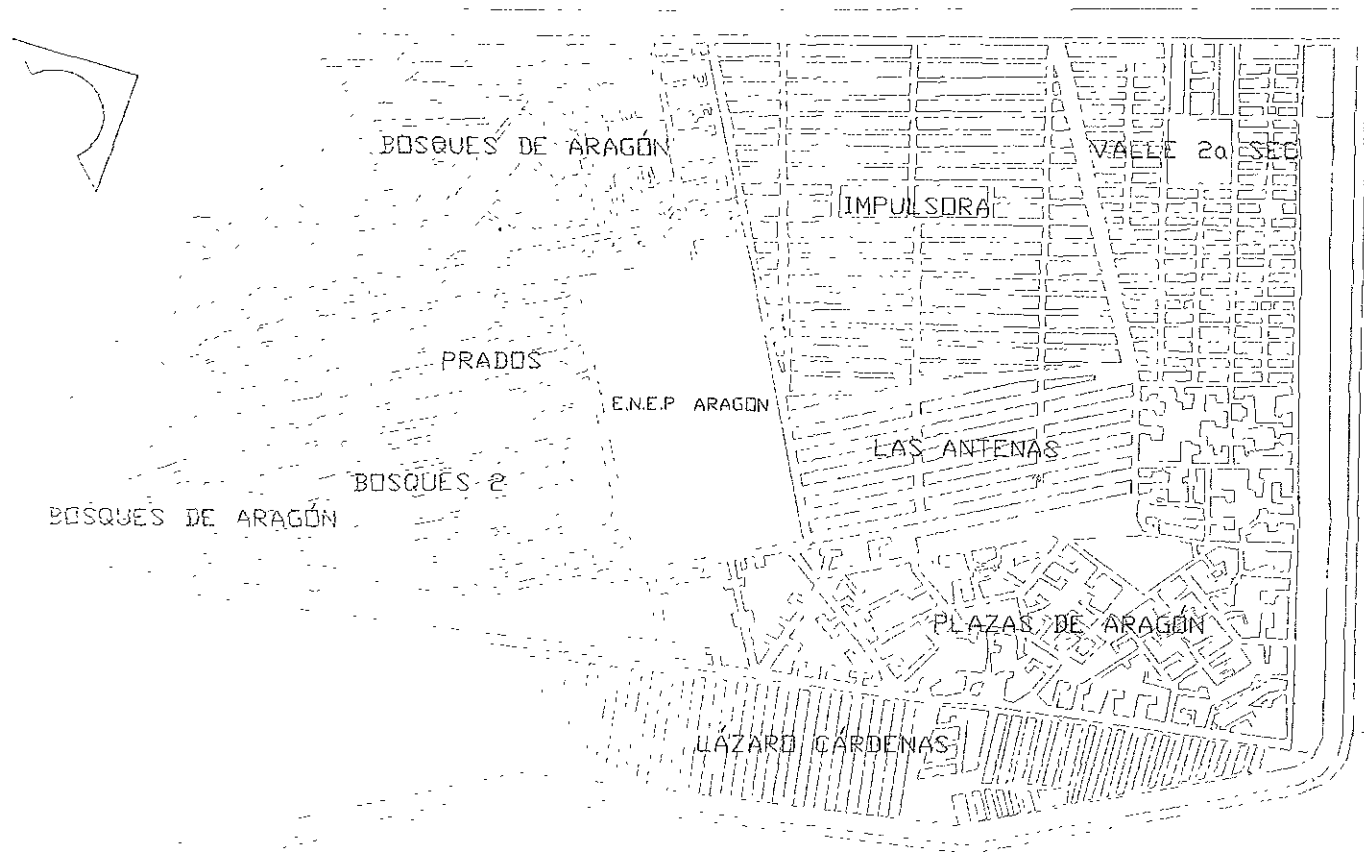 BOSQUES DE ARAGÓN
VALLE 2a SEC
IMPULSORA
PRADOS
E.N.E.P ARAGON
LAS ANTENAS
BOSQUES 2
BOSQUES DE ARAGÓN
PLAZAS DE ARAGÓN
LÁZARO CÁRDENAS